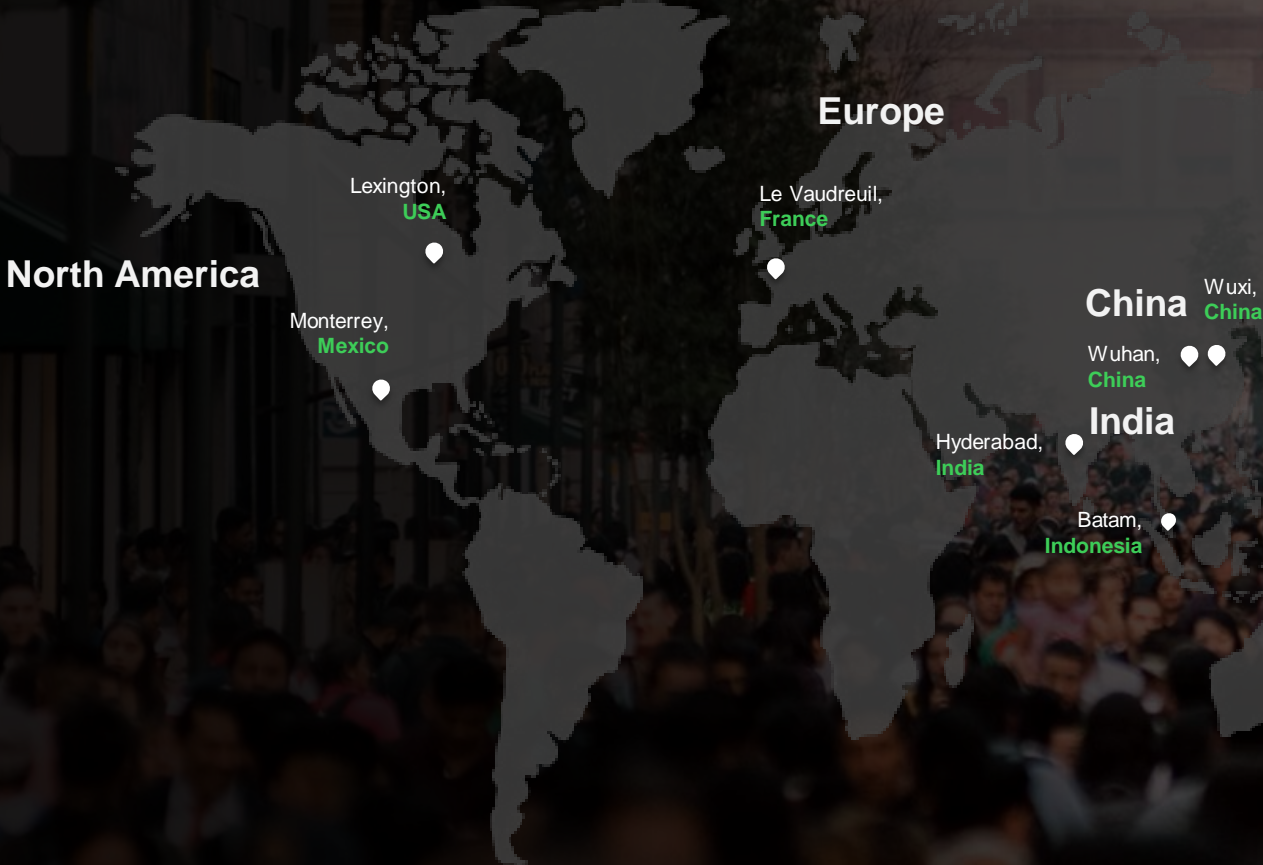 Europe
Lexington,
USA
Le Vaudreuil,
France
North America
Monterrey,
Mexico
China
Wuxi,
China
Wuhan,
China
India
Hyderabad,
India
Batam,
Indonesia